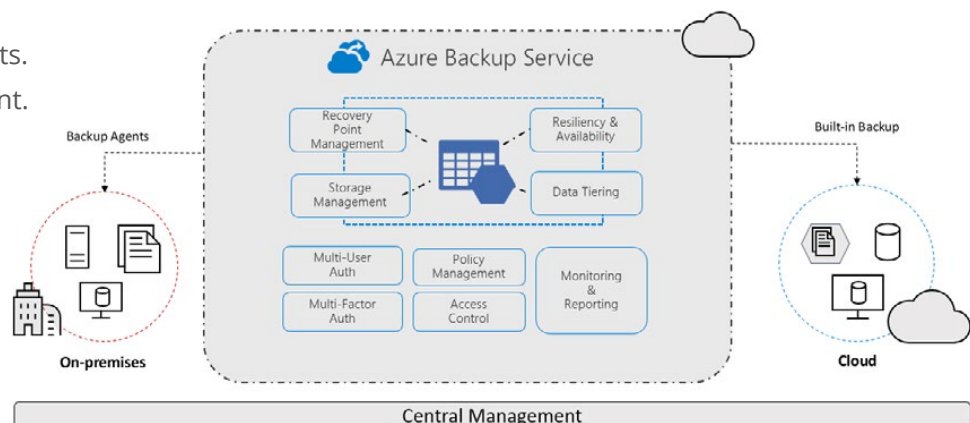 ts.
nt.
Azure Backup Service
Backup Agents
Built-in Backup
Recovery
Point
Management
Resiliency &
Availability
Storage
Management
Data Tiering
Multi-User
Auth
Policy
Management
Monitoring
&
Reporting
Multi-Factor
Auth
Access
Control
On-premises
Cloud
Central Management